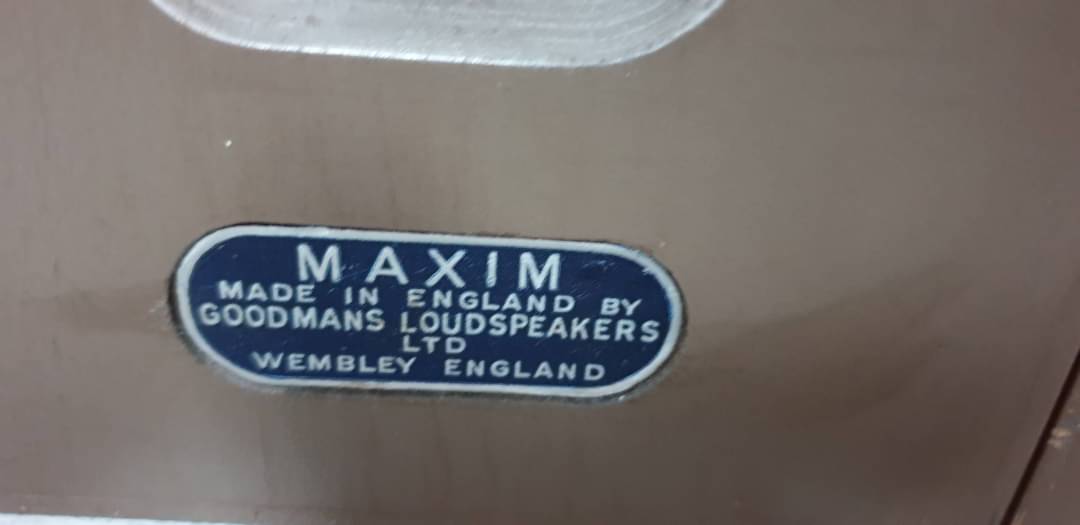 MAXIM
MADE IN ENGLAND BY
GOODMANS LOUDSPEAKERS
LTD
WEMBLEY ENGLAND